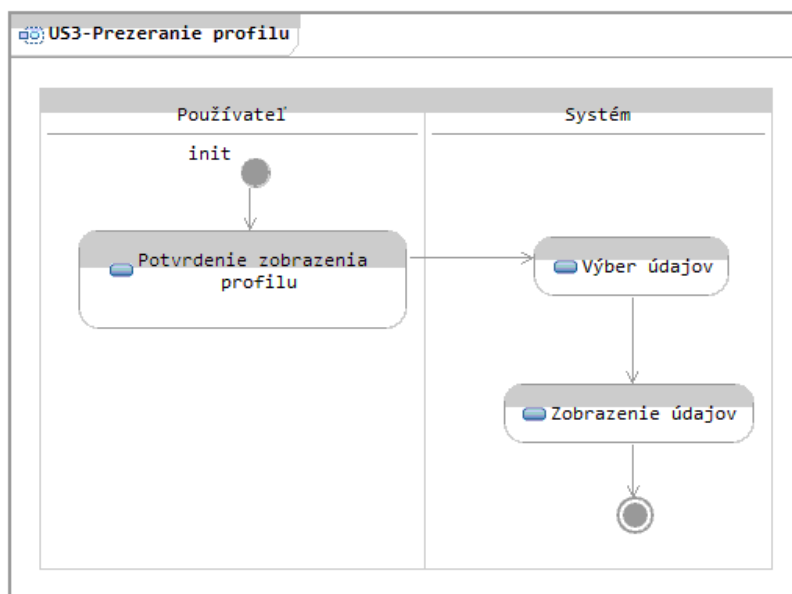 US3-Prezeranie profilu
Používateľ
Systém
init
Potvrdenie zobrazenia
profilu
Výber údajov
Zobrazenie údajov